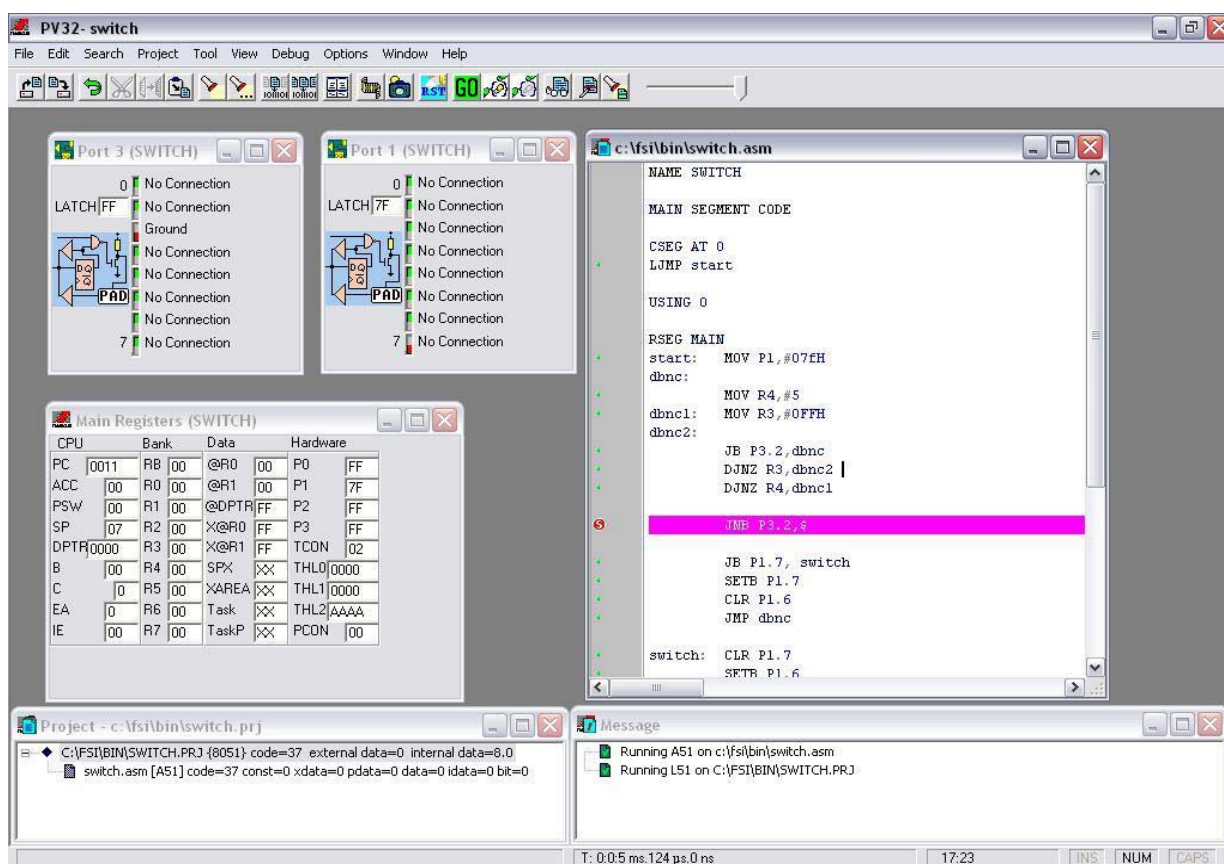 PV32- switch
File Edit Search Project Tool View Debug Options Window Help
RST GO
Port 3 (SWITCH)
0 No Connection
LATCH FF No Connection
Ground
No Connection
No Connection
PAD No Connection
No Connection
7 No Connection
Port 1 (SWITCH)
0 No Connection
LATCH 7F No Connection
No Connection
No Connection
No Connection
PAD No Connection
No Connection
7 No Connection
c:\fsi\bin\switch.asm
NAME SWITCH
MAIN SEGMENT CODE
CSEG AT 0
LJMP start
USING 0
RSEG MAIN
start: MOV P1,#07fH
dbnc:
MOV R4,#5
dbnc1: MOV R3,#0FFH
dbnc2:
JB P3.2,dbnc
DJNZ R3,dbnc2
DJNZ R4,dbnc1
JNB P3.2,$
JB P1.7, switch
SETB P1.7
CLR P1.6
JMP dbnc
switch: CLR P1.7
SETB P1.6
Main Registers (SWITCH)
CPU Bank Data Hardware
PC 0011 RB 00 @R0 00 P0 FF
ACC 00 R0 00 @R1 00 P1 7F
PSW 00 R1 00 @DPTR FF P2 FF
SP 07 R2 00 X@R0 FF P3 FF
DPTR 0000 R3 00 X@R1 FF TCON 02
B 00 R4 00 SPX XX THL0 0000
C 0 R5 00 XAREA XX THL1 0000
EA 0 R6 00 Task XX THL2 AAAA
IE 00 R7 00 TaskP XX PCON 00
Project - c:\fsi\bin\switch.prj
C:\FSI\BIN\SWITCH.PRJ {8051} code=37 external data=0 internal data=8.0
switch.asm [A51] code=37 const=0 xdata=0 pdata=0 data=0 idata=0 bit=0
Message
Running A51 on c:\fsi\bin\switch.asm
Running L51 on C:\FSI\BIN\SWITCH.PRJ
T: 0:0:5 ms.124 µs.0 ns 17:23 INS NUM CAPS